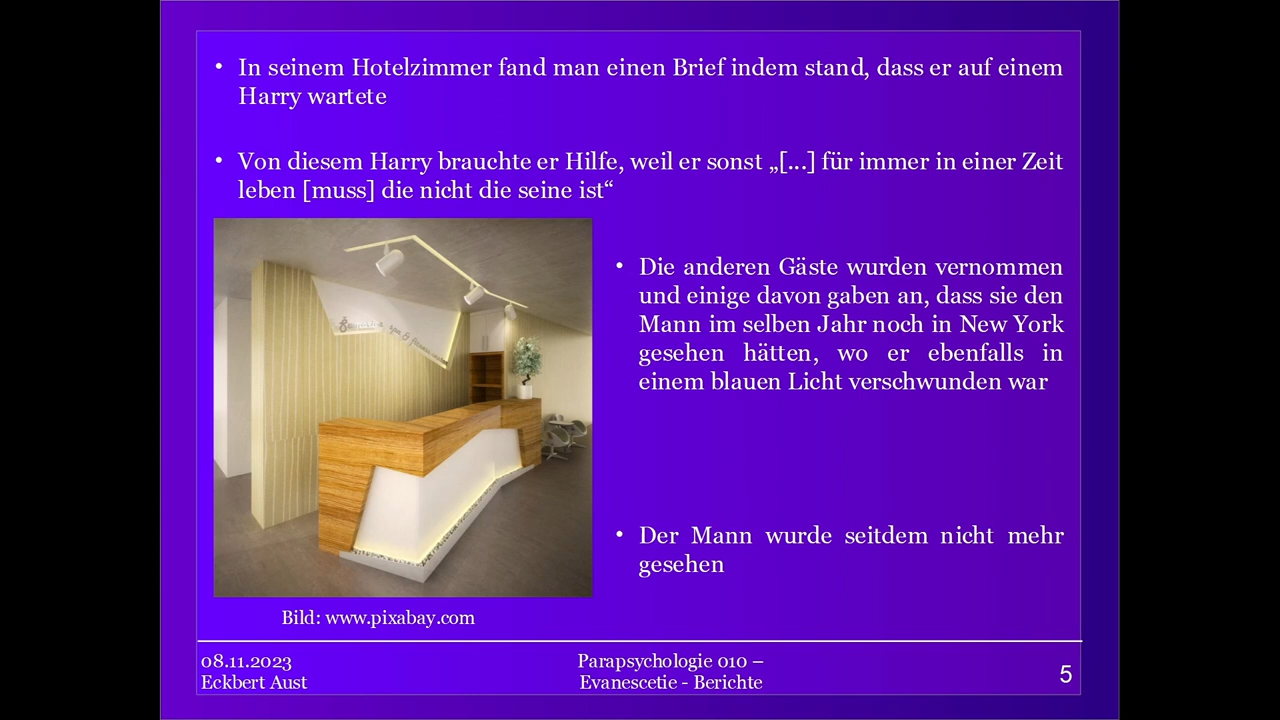 • In seinem Hotelzimmer fand man einen Brief indem stand, dass er auf einem
Harry wartete
• Von diesem Harry brauchte er Hilfe, weil er sonst „[...] für immer in einer Zeit
leben [muss] die nicht die seine ist“
• Die anderen Gäste wurden vernommen
und einige davon gaben an, dass sie den
Mann im selben Jahr noch in New York
gesehen hätten, wo er ebenfalls in
einem blauen Licht verschwunden war
• Der Mann wurde seitdem nicht mehr
gesehen
Bild: www.pixabay.com
08.11.2023
Eckbert Aust
Parapsychologie 010 –
Evanescetie - Berichte
5